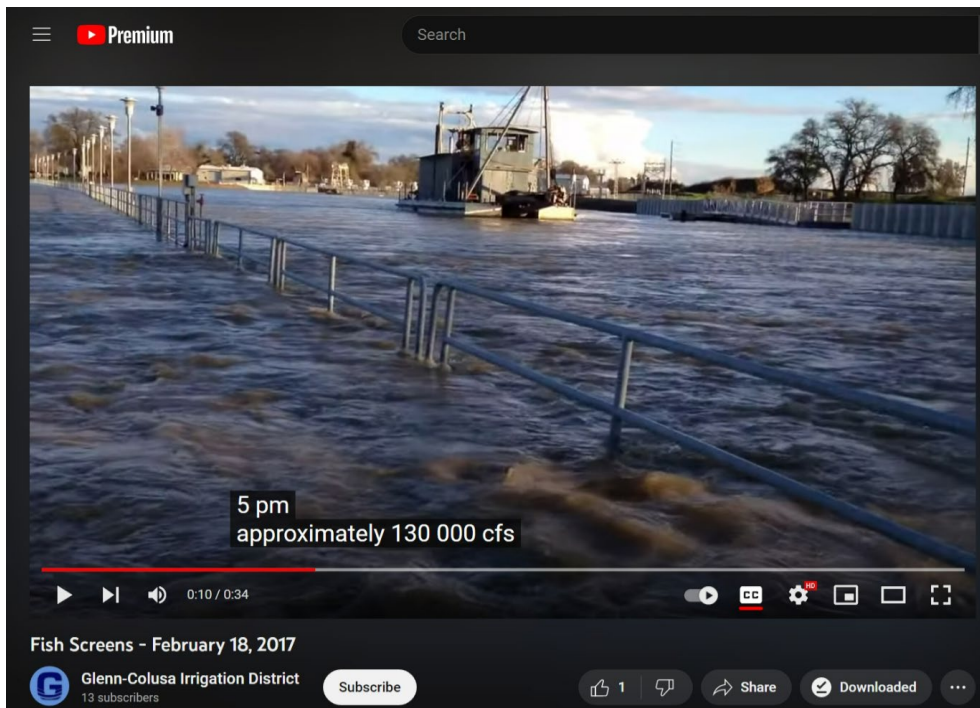 Premium
Search
5 pm
approximately 130 000 cfs
0:10 / 0:34
CC
HD
Fish Screens - February 18, 2017
G
Glenn-Colusa Irrigation District
13 subscribers
Subscribe
1
Share
Downloaded